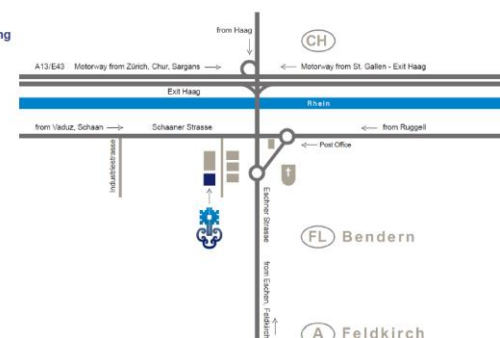 ng
from Haag
CH
A13/E43 Motorway from Zürich, Chur, Sargans
Motorway from St. Gallen - Exit Haag
Exit Haag
Rhein
from Vaduz, Schaan
Schaaner Strasse
from Ruggell
Post Office
Industriestrasse
Eschner Strasse
FL Bendern
from Eschen, Feldkirch
A Feldkirch